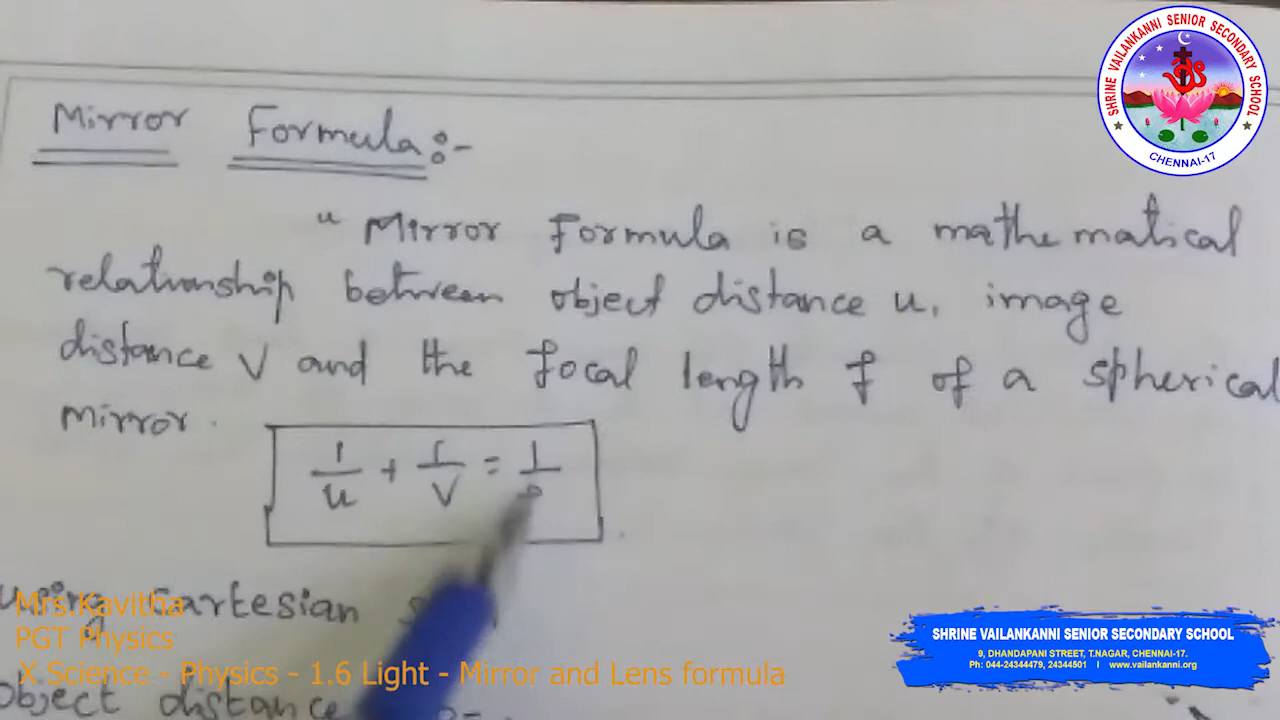 Mirror Formula:-
" Mirror formula is a mathematical
relationship between object distance u, image
distance v and the focal length f of a spherical
mirror.
1/u + 1/v = 1/
using Cartesian
object distance
Mrs.Kavitha
PGT Physics
X.Science - Physics - 1.6 Light - Mirror and Lens formula
SHRINE VAILANKANNI SENIOR SECONDARY SCHOOL
CHENNAI-17
SHRINE VAILANKANNI SENIOR SECONDARY SCHOOL
9, DHANDAPANI STREET, T.NAGAR, CHENNAI-17.
Ph: 044-24344479, 24344501 | www.vailankanni.org